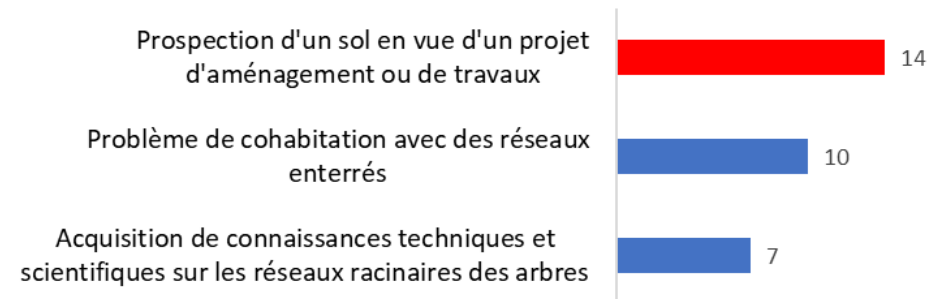 Prospection d'un sol en vue d'un projet
d'aménagement ou de travaux
14
Problème de cohabitation avec des réseaux
enterrés
10
Acquisition de connaissances techniques et
scientifiques sur les réseaux racinaires des arbres
7